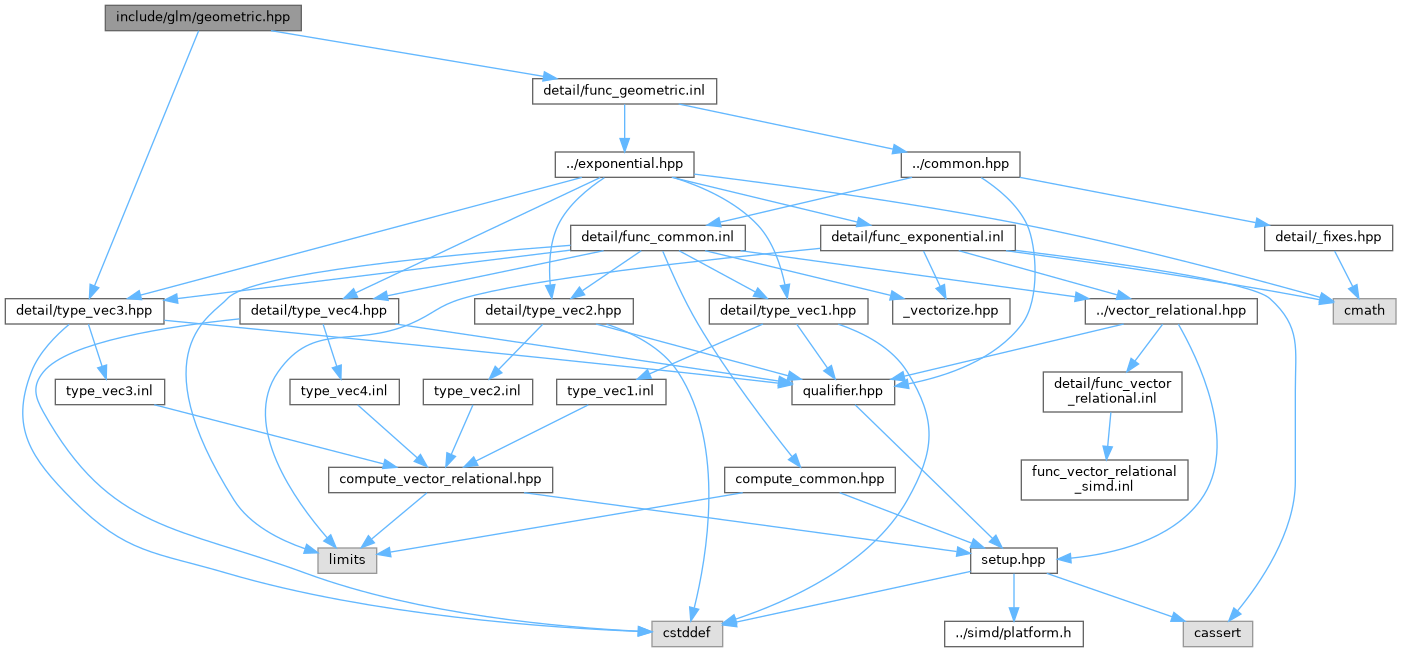 include/glm/geometric.hpp
detail/func_geometric.inl
../exponential.hpp
../common.hpp
detail/func_common.inl
detail/func_exponential.inl
detail/_fixes.hpp
detail/type_vec3.hpp
detail/type_vec4.hpp
detail/type_vec2.hpp
detail/type_vec1.hpp
_vectorize.hpp
../vector_relational.hpp
cmath
type_vec3.inl
type_vec4.inl
type_vec2.inl
type_vec1.inl
qualifier.hpp
detail/func_vector
_relational.inl
compute_vector_relational.hpp
compute_common.hpp
func_vector_relational
_simd.inl
limits
setup.hpp
cstddef
../simd/platform.h
cassert